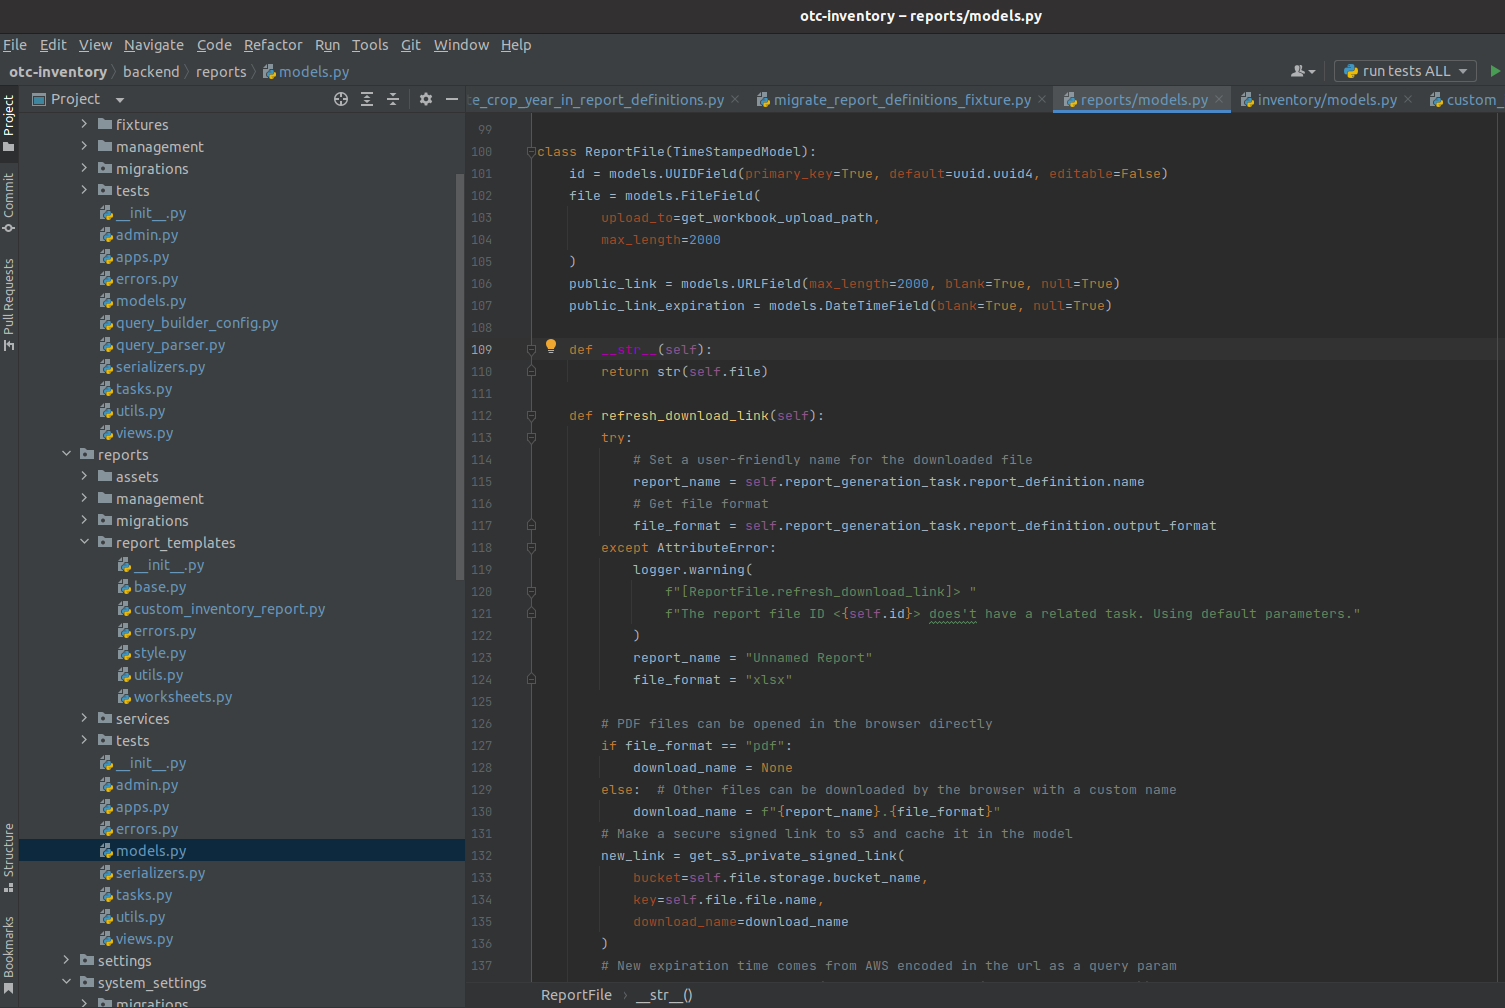 otc-inventory – reports/models.py
File Edit View Navigate Code Refactor Run Tools Git Window Help
otc-inventory backend reports models.py
run tests ALL
Project
te_crop_year_in_report_definitions.py migrate_report_definitions_fixture.py reports/models.py inventory/models.py custom_
Project
Commit
Pull Requests
Structure
Bookmarks
fixtures
management
migrations
tests
__init__.py
admin.py
apps.py
errors.py
models.py
query_builder_config.py
query_parser.py
serializers.py
tasks.py
utils.py
views.py
reports
assets
management
migrations
report_templates
__init__.py
base.py
custom_inventory_report.py
errors.py
style.py
utils.py
worksheets.py
services
tests
__init__.py
admin.py
apps.py
errors.py
models.py
serializers.py
tasks.py
utils.py
views.py
settings
system_settings
migrations
99
100 class ReportFile(TimeStampedModel):
101 id = models.UUIDField(primary_key=True, default=uuid.uuid4, editable=False)
102 file = models.FileField(
103 upload_to=get_workbook_upload_path,
104 max_length=2000
105 )
106 public_link = models.URLField(max_length=2000, blank=True, null=True)
107 public_link_expiration = models.DateTimeField(blank=True, null=True)
108
109 def __str__(self):
110 return str(self.file)
111
112 def refresh_download_link(self):
113 try:
114 # Set a user-friendly name for the downloaded file
115 report_name = self.report_generation_task.report_definition.name
116 # Get file format
117 file_format = self.report_generation_task.report_definition.output_format
118 except AttributeError:
119 logger.warning(
120 f"[ReportFile.refresh_download_link]> "
121 f"The report file ID <{self.id}> does't have a related task. Using default parameters."
122 )
123 report_name = "Unnamed Report"
124 file_format = "xlsx"
125
126 # PDF files can be opened in the browser directly
127 if file_format == "pdf":
128 download_name = None
129 else:  # Other files can be downloaded by the browser with a custom name
130 download_name = f"{report_name}.{file_format}"
131 # Make a secure signed link to s3 and cache it in the model
132 new_link = get_s3_private_signed_link(
133 bucket=self.file.storage.bucket_name,
134 key=self.file.file.name,
135 download_name=download_name
136 )
137 # New expiration time comes from AWS encoded in the url as a query param
ReportFile __str__()